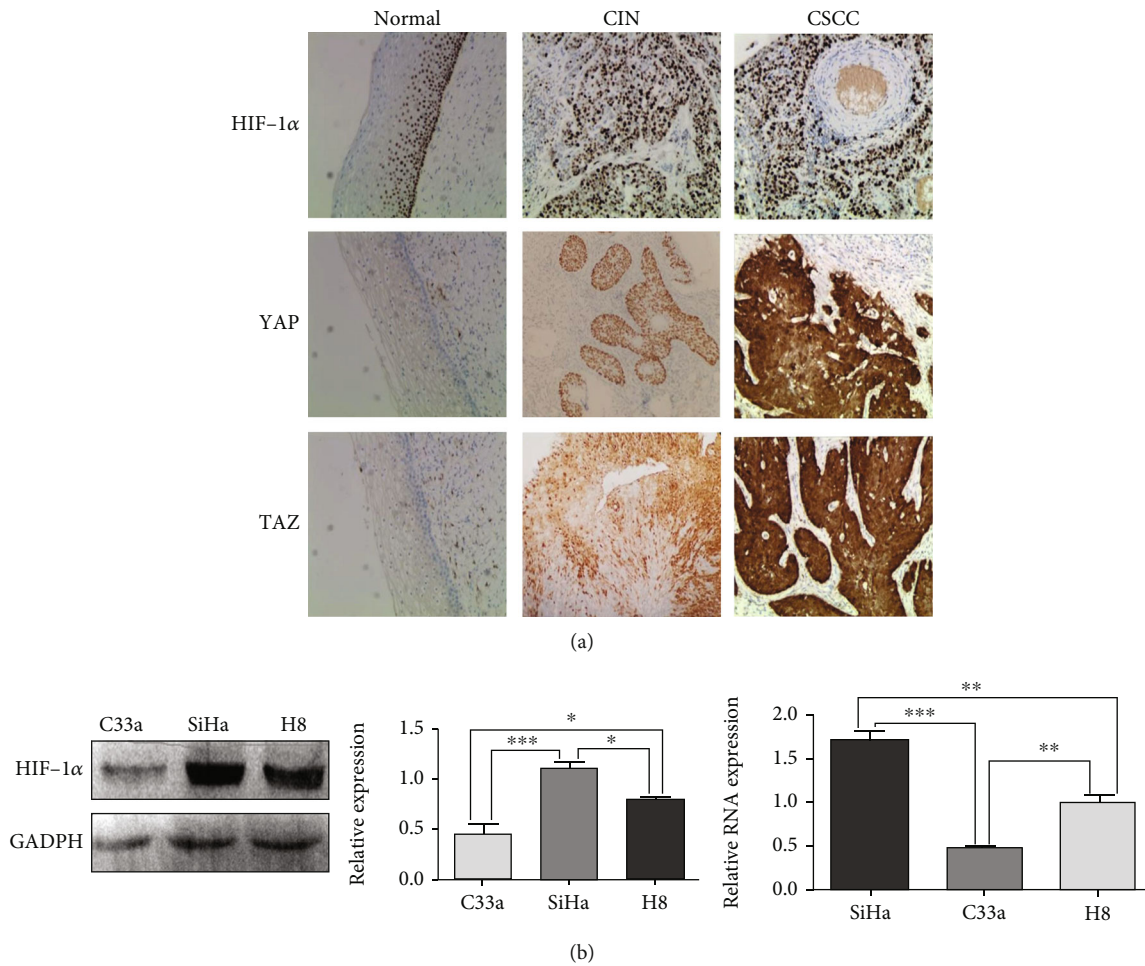 Normal CIN CSCC
HIF–1α
YAP
TAZ
(a)
C33a SiHa H8
HIF–1α
GADPH
Relative expression
1.5
1.0
0.5
0.0
*
*** *
C33a SiHa H8
Relative RNA expression
2.0
1.5
1.0
0.5
0.0
**
***
**
SiHa C33a H8
(b)